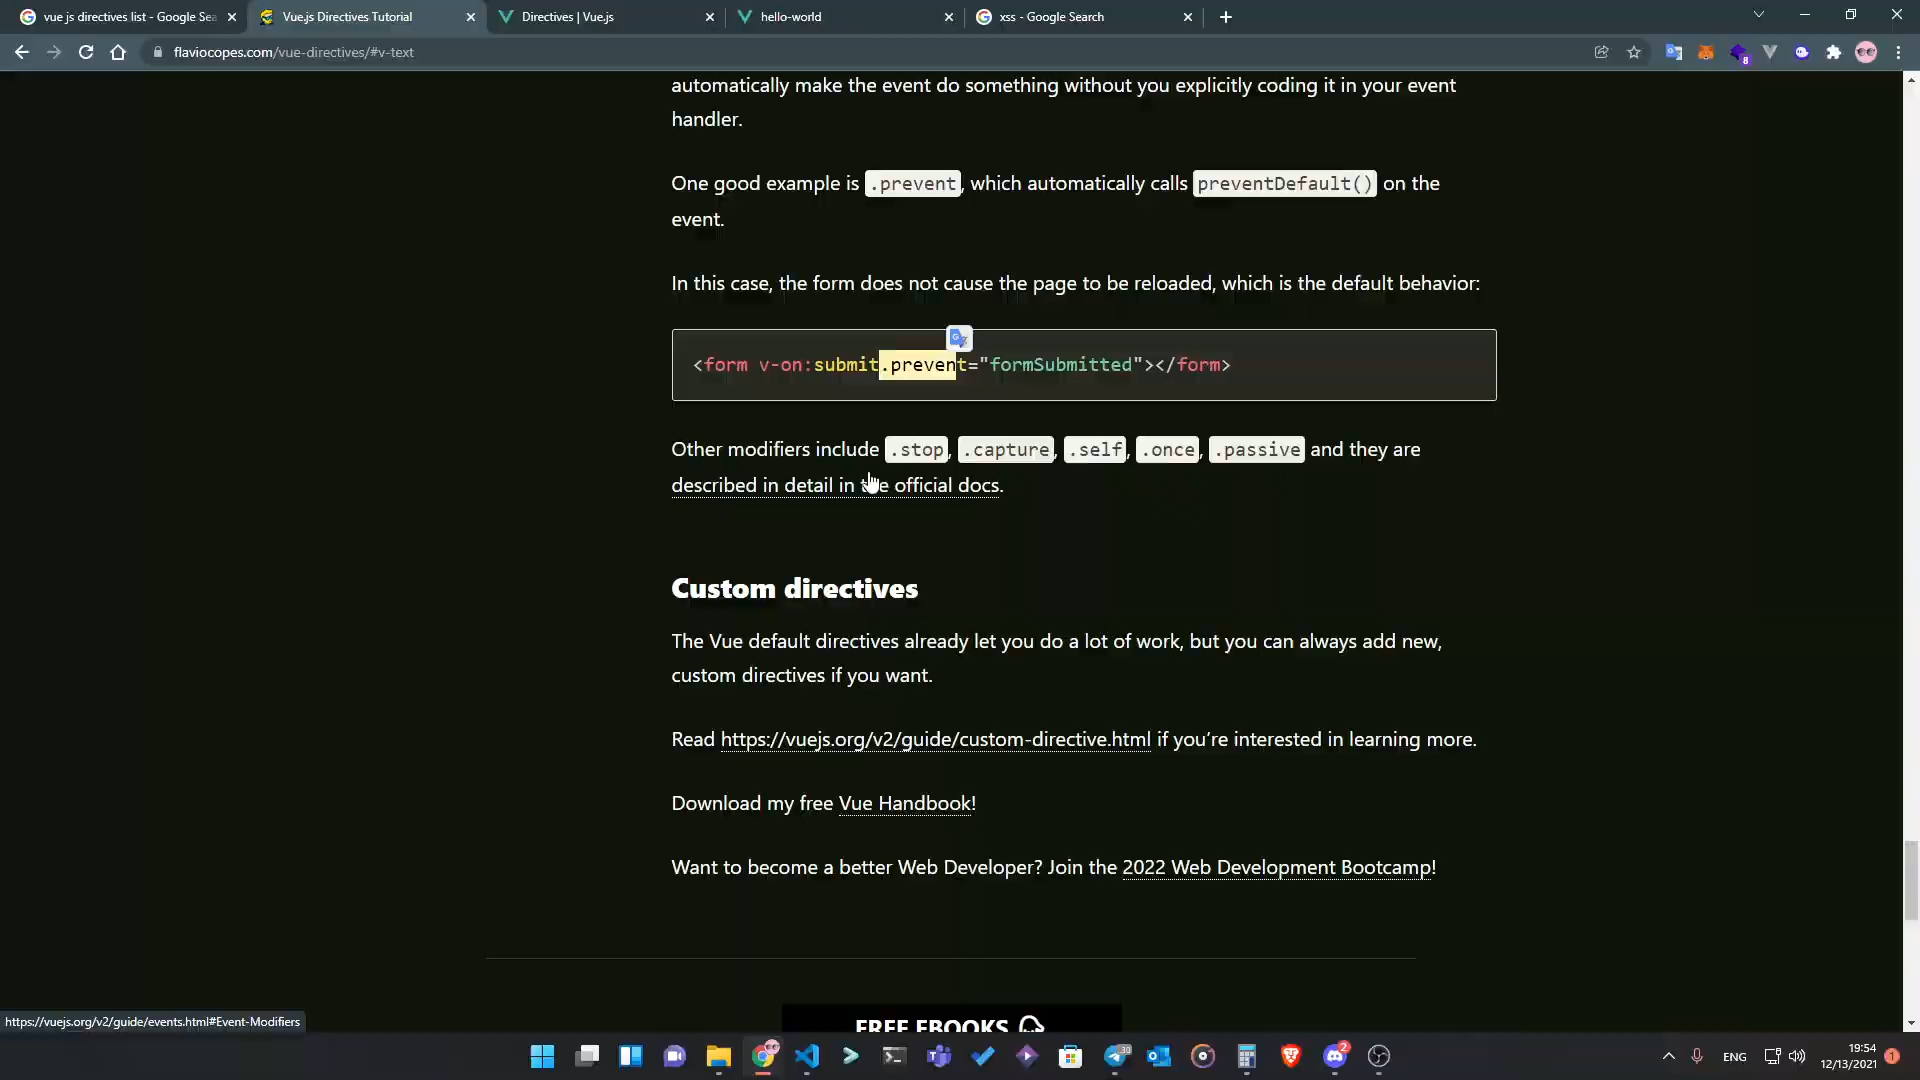 vue js directives list - Google Sea
Vue.js Directives Tutorial
Directives | Vue.js
hello-world
xss - Google Search
flaviocopes.com/vue-directives/#v-text
8
automatically make the event do something without you explicitly coding it in your event
handler.
One good example is .prevent, which automatically calls preventDefault() on the
event.
In this case, the form does not cause the page to be reloaded, which is the default behavior:
<form v-on:submit.prevent="formSubmitted"></form>
Other modifiers include .stop, .capture, .self, .once, .passive and they are
described in detail in the official docs.
Custom directives
The Vue default directives already let you do a lot of work, but you can always add new,
custom directives if you want.
Read https://vuejs.org/v2/guide/custom-directive.html if you’re interested in learning more.
Download my free Vue Handbook!
Want to become a better Web Developer? Join the 2022 Web Development Bootcamp!
FREE EBOOKS
https://vuejs.org/v2/guide/events.html#Event-Modifiers
30
2
ENG
19:54
12/13/2021
1